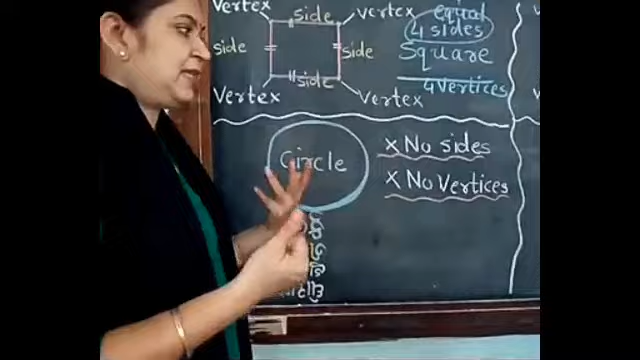 Vertex side vertex
equal
4 sides
side side Square
side
Vertex Vertex 4 Vertices
Circle x No sides
x No Vertices